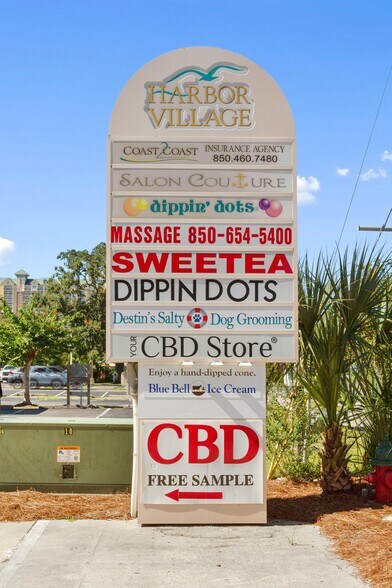 HARBOR
VILLAGE
COAST2COAST INSURANCE AGENCY
850.460.7480
SALON COUTURE
dippin' dots
MASSAGE 850-654-5400
SWEETEA
DIPPIN DOTS
Destin's Salty Dog Grooming
YOUR CBD Store®
Enjoy a hand-dipped cone.
Blue Bell Ice Cream
CBD
FREE SAMPLE